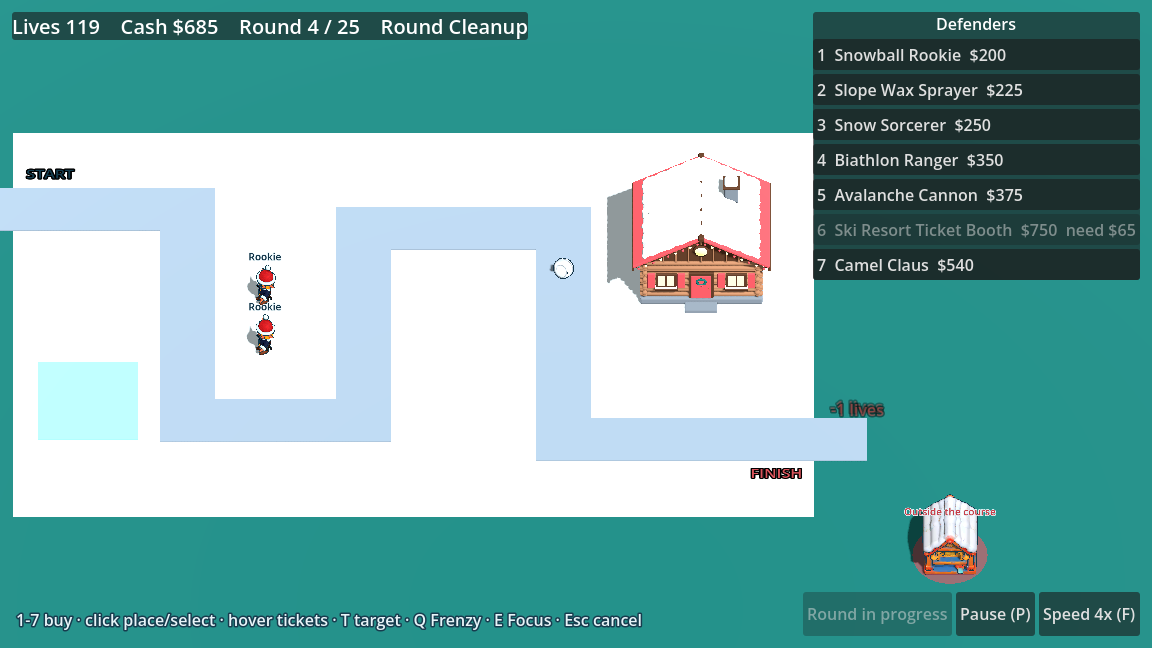 Lives 119 Cash $685 Round 4 / 25 Round Cleanup
Defenders
1 Snowball Rookie $200
2 Slope Wax Sprayer $225
3 Snow Sorcerer $250
4 Biathlon Ranger $350
5 Avalanche Cannon $375
6 Ski Resort Ticket Booth $750 need $65
7 Camel Claus $540
START
Rookie
Rookie
-1 lives
FINISH
Outside the course
Round in progress
Pause (P)
Speed 4x (F)
1-7 buy · click place/select · hover tickets · T target · Q Frenzy · E Focus · Esc cancel